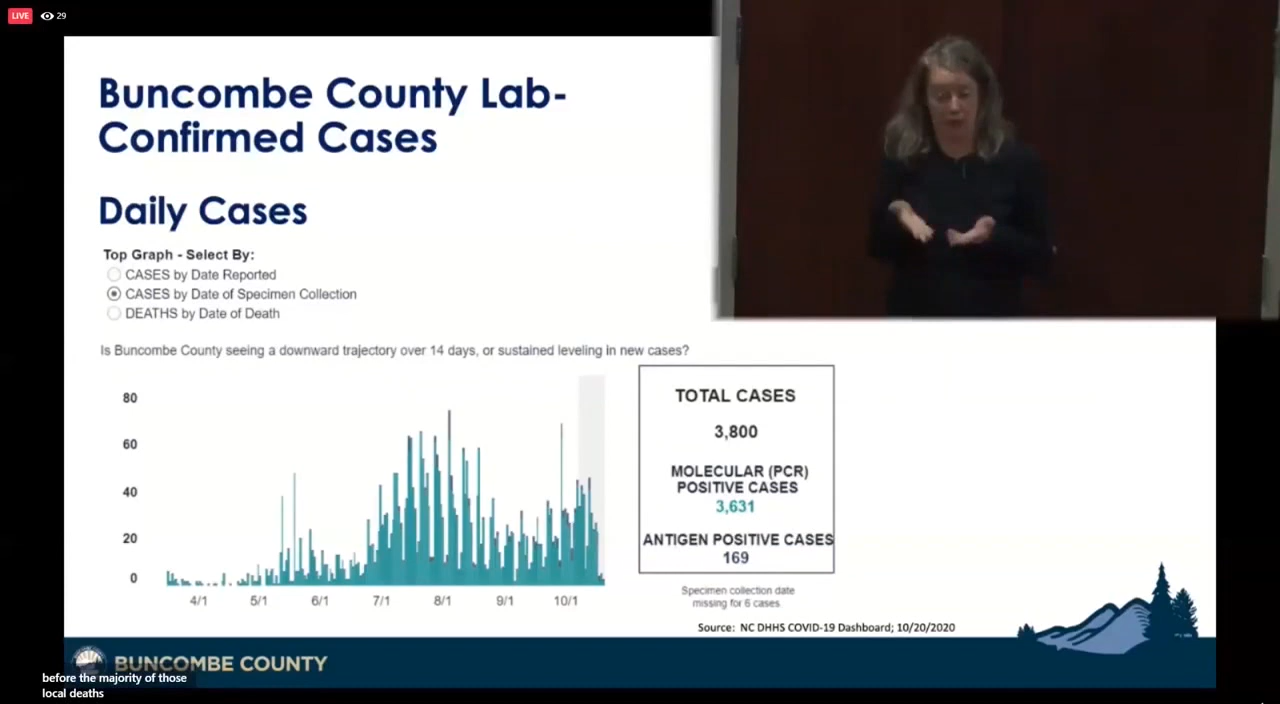 LIVE 29
Buncombe County Lab-
Confirmed Cases
Daily Cases
Top Graph - Select By:
CASES by Date Reported
CASES by Date of Specimen Collection
DEATHS by Date of Death
Is Buncombe County seeing a downward trajectory over 14 days, or sustained leveling in new cases?
80
60
40
20
0
4/1 5/1 6/1 7/1 8/1 9/1 10/1
TOTAL CASES
3,800
MOLECULAR (PCR)
POSITIVE CASES
3,631
ANTIGEN POSITIVE CASES
169
Specimen collection date
missing for 6 cases
Source: NC DHHS COVID-19 Dashboard; 10/20/2020
BUNCOMBE COUNTY
before the majority of those
local deaths